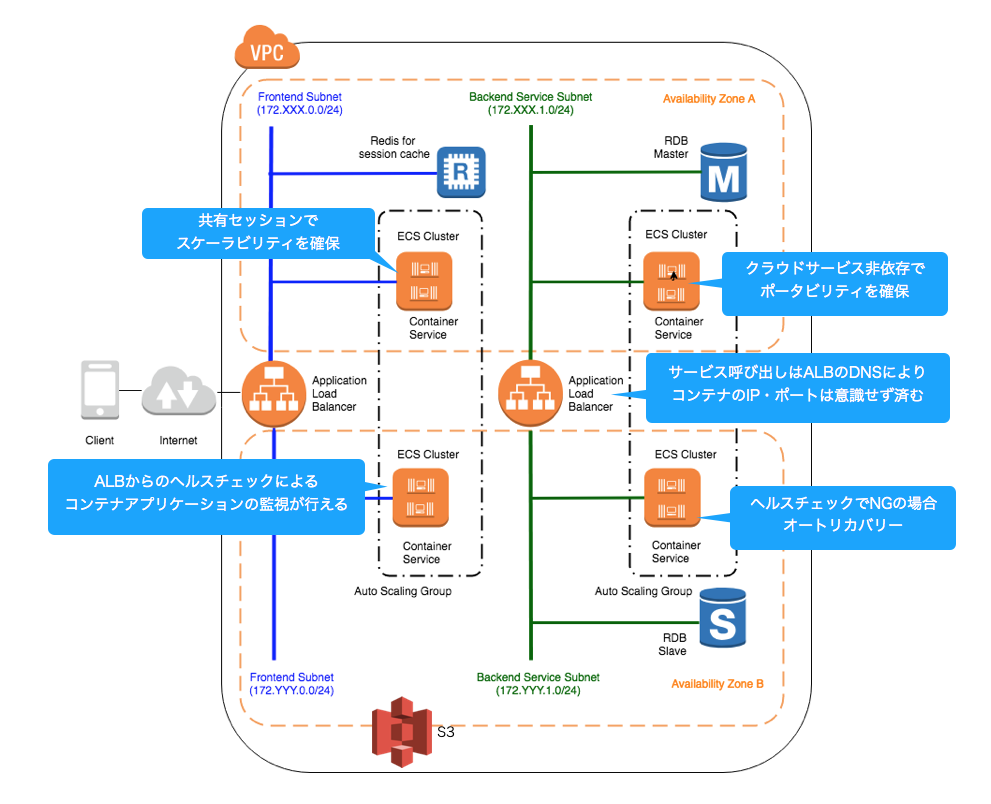 VPC
Frontend Subnet
(172.XXX.0.0/24)
Backend Service Subnet
(172.XXX.1.0/24)
Availability Zone A
Redis for
session cache
R
RDB
Master
M
共有セッションで
スケーラビリティを確保
ECS Cluster
Container
Service
ECS Cluster
Container
Service
クラウドサービス非依存で
ポータビリティを確保
Client
Internet
Application
Load
Balancer
Application
Load
Balancer
サービス呼び出しはALBのDNSにより
コンテナのIP・ポートは意識せず済む
ALBからのヘルスチェックによる
コンテナアプリケーションの監視が行える
ECS Cluster
Container
Service
Auto Scaling Group
ECS Cluster
Container
Service
Auto Scaling Group
ヘルスチェックでNGの場合
オートリカバリー
S
RDB
Slave
Frontend Subnet
(172.YYY.0.0/24)
Backend Service Subnet
(172.YYY.1.0/24)
Availability Zone B
S3